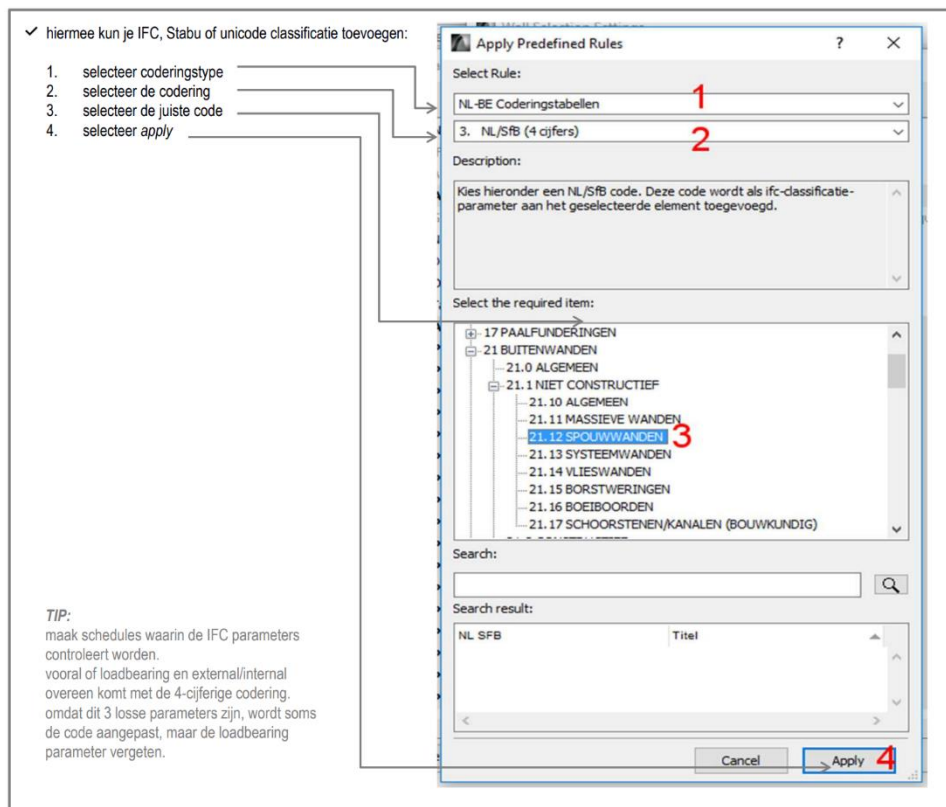 ✓ hiermee kun je IFC, Stabu of unicode classificatie toevoegen:
1. selecteer coderingstype
2. selecteer de codering
3. selecteer de juiste code
4. selecteer apply
TIP:
maak schedules waarin de IFC parameters
controleert worden.
vooral of loadbearing en external/internal
overeen komt met de 4-cijferige codering.
omdat dit 3 losse parameters zijn, wordt soms
de code aangepast, maar de loadbearing
parameter vergeten.
Apply Predefined Rules ? ×
Select Rule:
NL-BE Coderingstabellen 1
3. NL/SfB (4 cijfers) 2
Description:
Kies hieronder een NL/SfB code. Deze code wordt als ifc-classificatie-
parameter aan het geselecteerde element toegevoegd.
Select the required item:
17 PAALFUNDERINGEN
21 BUITENWANDEN
21.0 ALGEMEEN
21.1 NIET CONSTRUCTIEF
21.10 ALGEMEEN
21.11 MASSIEVE WANDEN
21.12 SPOUWWANDEN 3
21.13 SYSTEEMWANDEN
21.14 VLIESWANDEN
21.15 BORSTWERINGEN
21.16 BOEIBOORDEN
21.17 SCHOORSTENEN/KANALEN (BOUWKUNDIG)
Search:
Search result:
NL SFB Titel
Cancel Apply 4